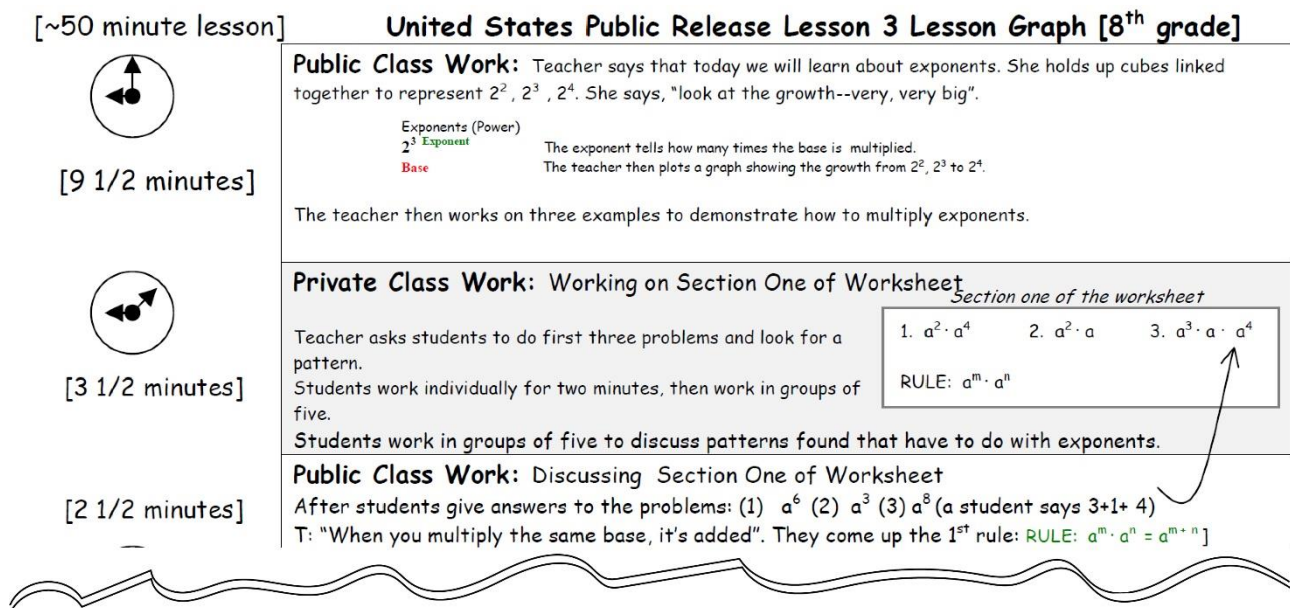 [~50 minute lesson]
United States Public Release Lesson 3 Lesson Graph [8th grade]
[9 1/2 minutes]
Public Class Work: Teacher says that today we will learn about exponents. She holds up cubes linked
together to represent 2², 2³, 2⁴. She says, "look at the growth--very, very big".
Exponents (Power)
2³ Exponent
The exponent tells how many times the base is multiplied.
Base
The teacher then plots a graph showing the growth from 2², 2³ to 2⁴.
The teacher then works on three examples to demonstrate how to multiply exponents.
[3 1/2 minutes]
Private Class Work: Working on Section One of Worksheet
Teacher asks students to do first three problems and look for a
pattern.
Students work individually for two minutes, then work in groups of
five.
Students work in groups of five to discuss patterns found that have to do with exponents.
Section one of the worksheet
1. a² · a⁴ 2. a² · a 3. a³ · a · a⁴
RULE: aᵐ · aⁿ
[2 1/2 minutes]
Public Class Work: Discussing Section One of Worksheet
After students give answers to the problems: (1) a⁶ (2) a³ (3) a⁸ (a student says 3+1+ 4)
T: "When you multiply the same base, it's added". They come up the 1st rule: RULE: aᵐ · aⁿ = aᵐ⁺ⁿ ]